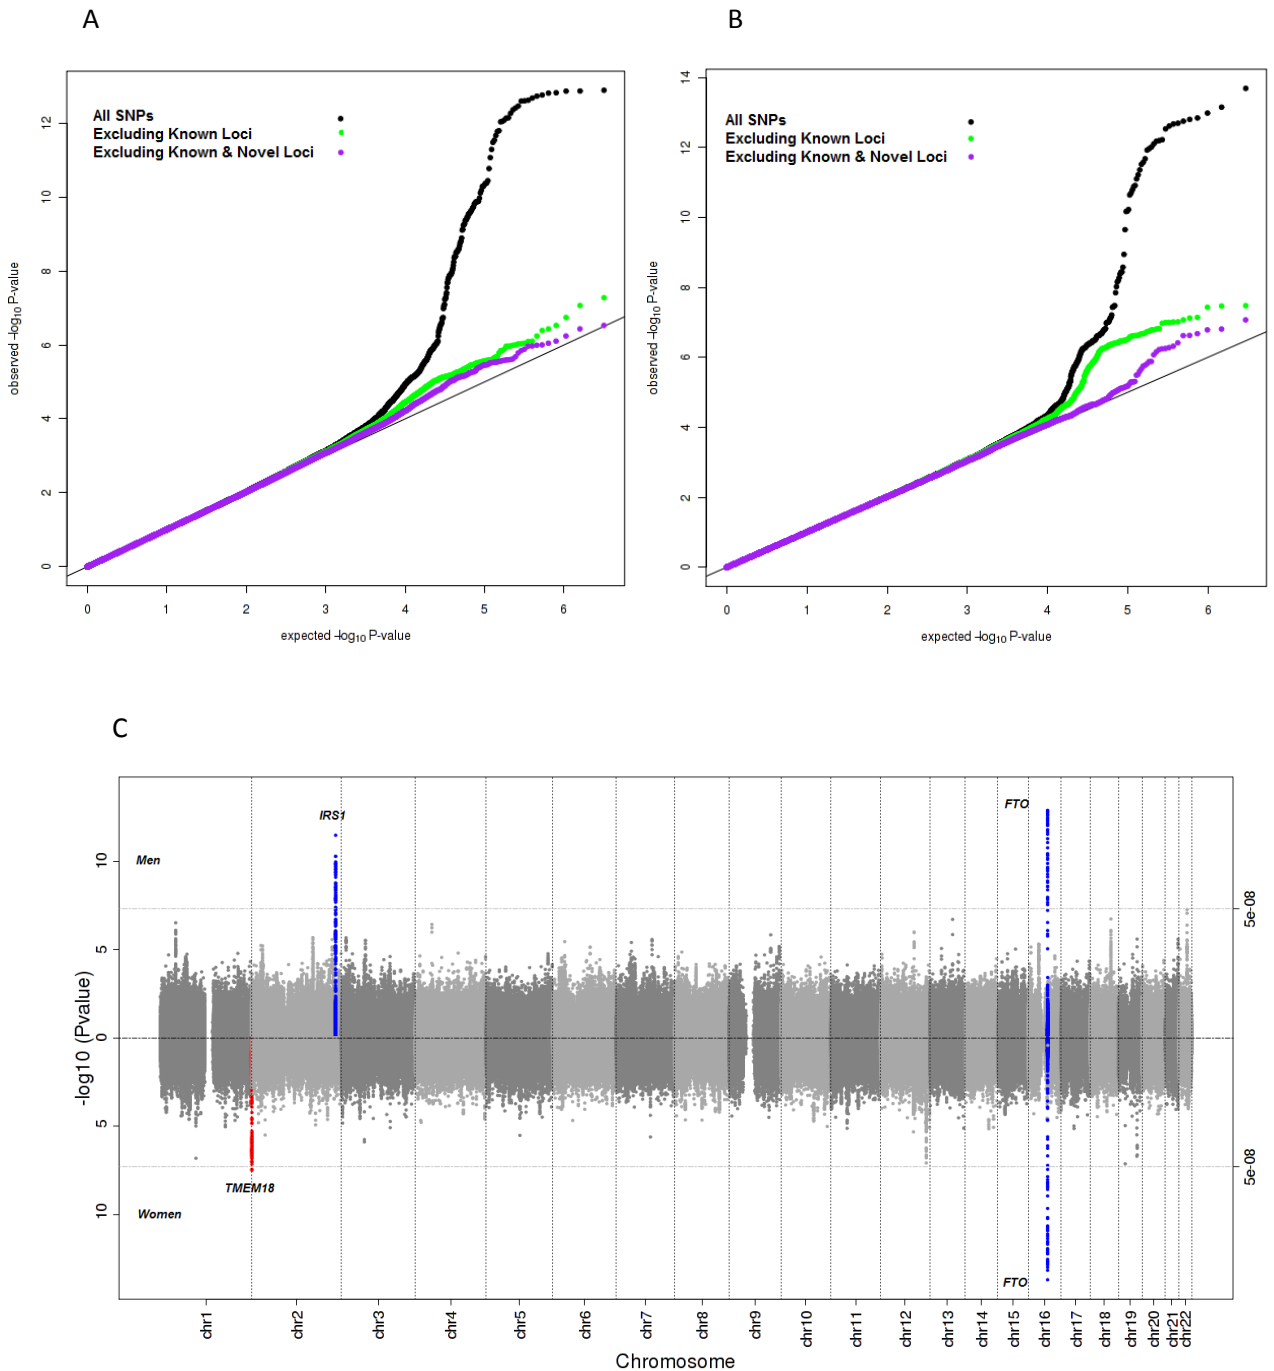 A
B
All SNPs
Excluding Known Loci
Excluding Known & Novel Loci
observed –log10 P-value
0
2
4
6
8
10
12
0 1 2 3 4 5 6
expected –log10 P-value
All SNPs
Excluding Known Loci
Excluding Known & Novel Loci
observed –log10 P-value
0
2
4
6
8
10
12
14
0 1 2 3 4 5 6
expected –log10 P-value
C
IRS1
FTO
Men
10
5
0
5
10
-log10 (Pvalue)
5e-08
5e-08
TMEM18
Women
FTO
chr1 chr2 chr3 chr4 chr5 chr6 chr7 chr8 chr9 chr10 chr11 chr12 chr13 chr14 chr15 chr16 chr17 chr18 chr19 chr20 chr21 chr22
Chromosome